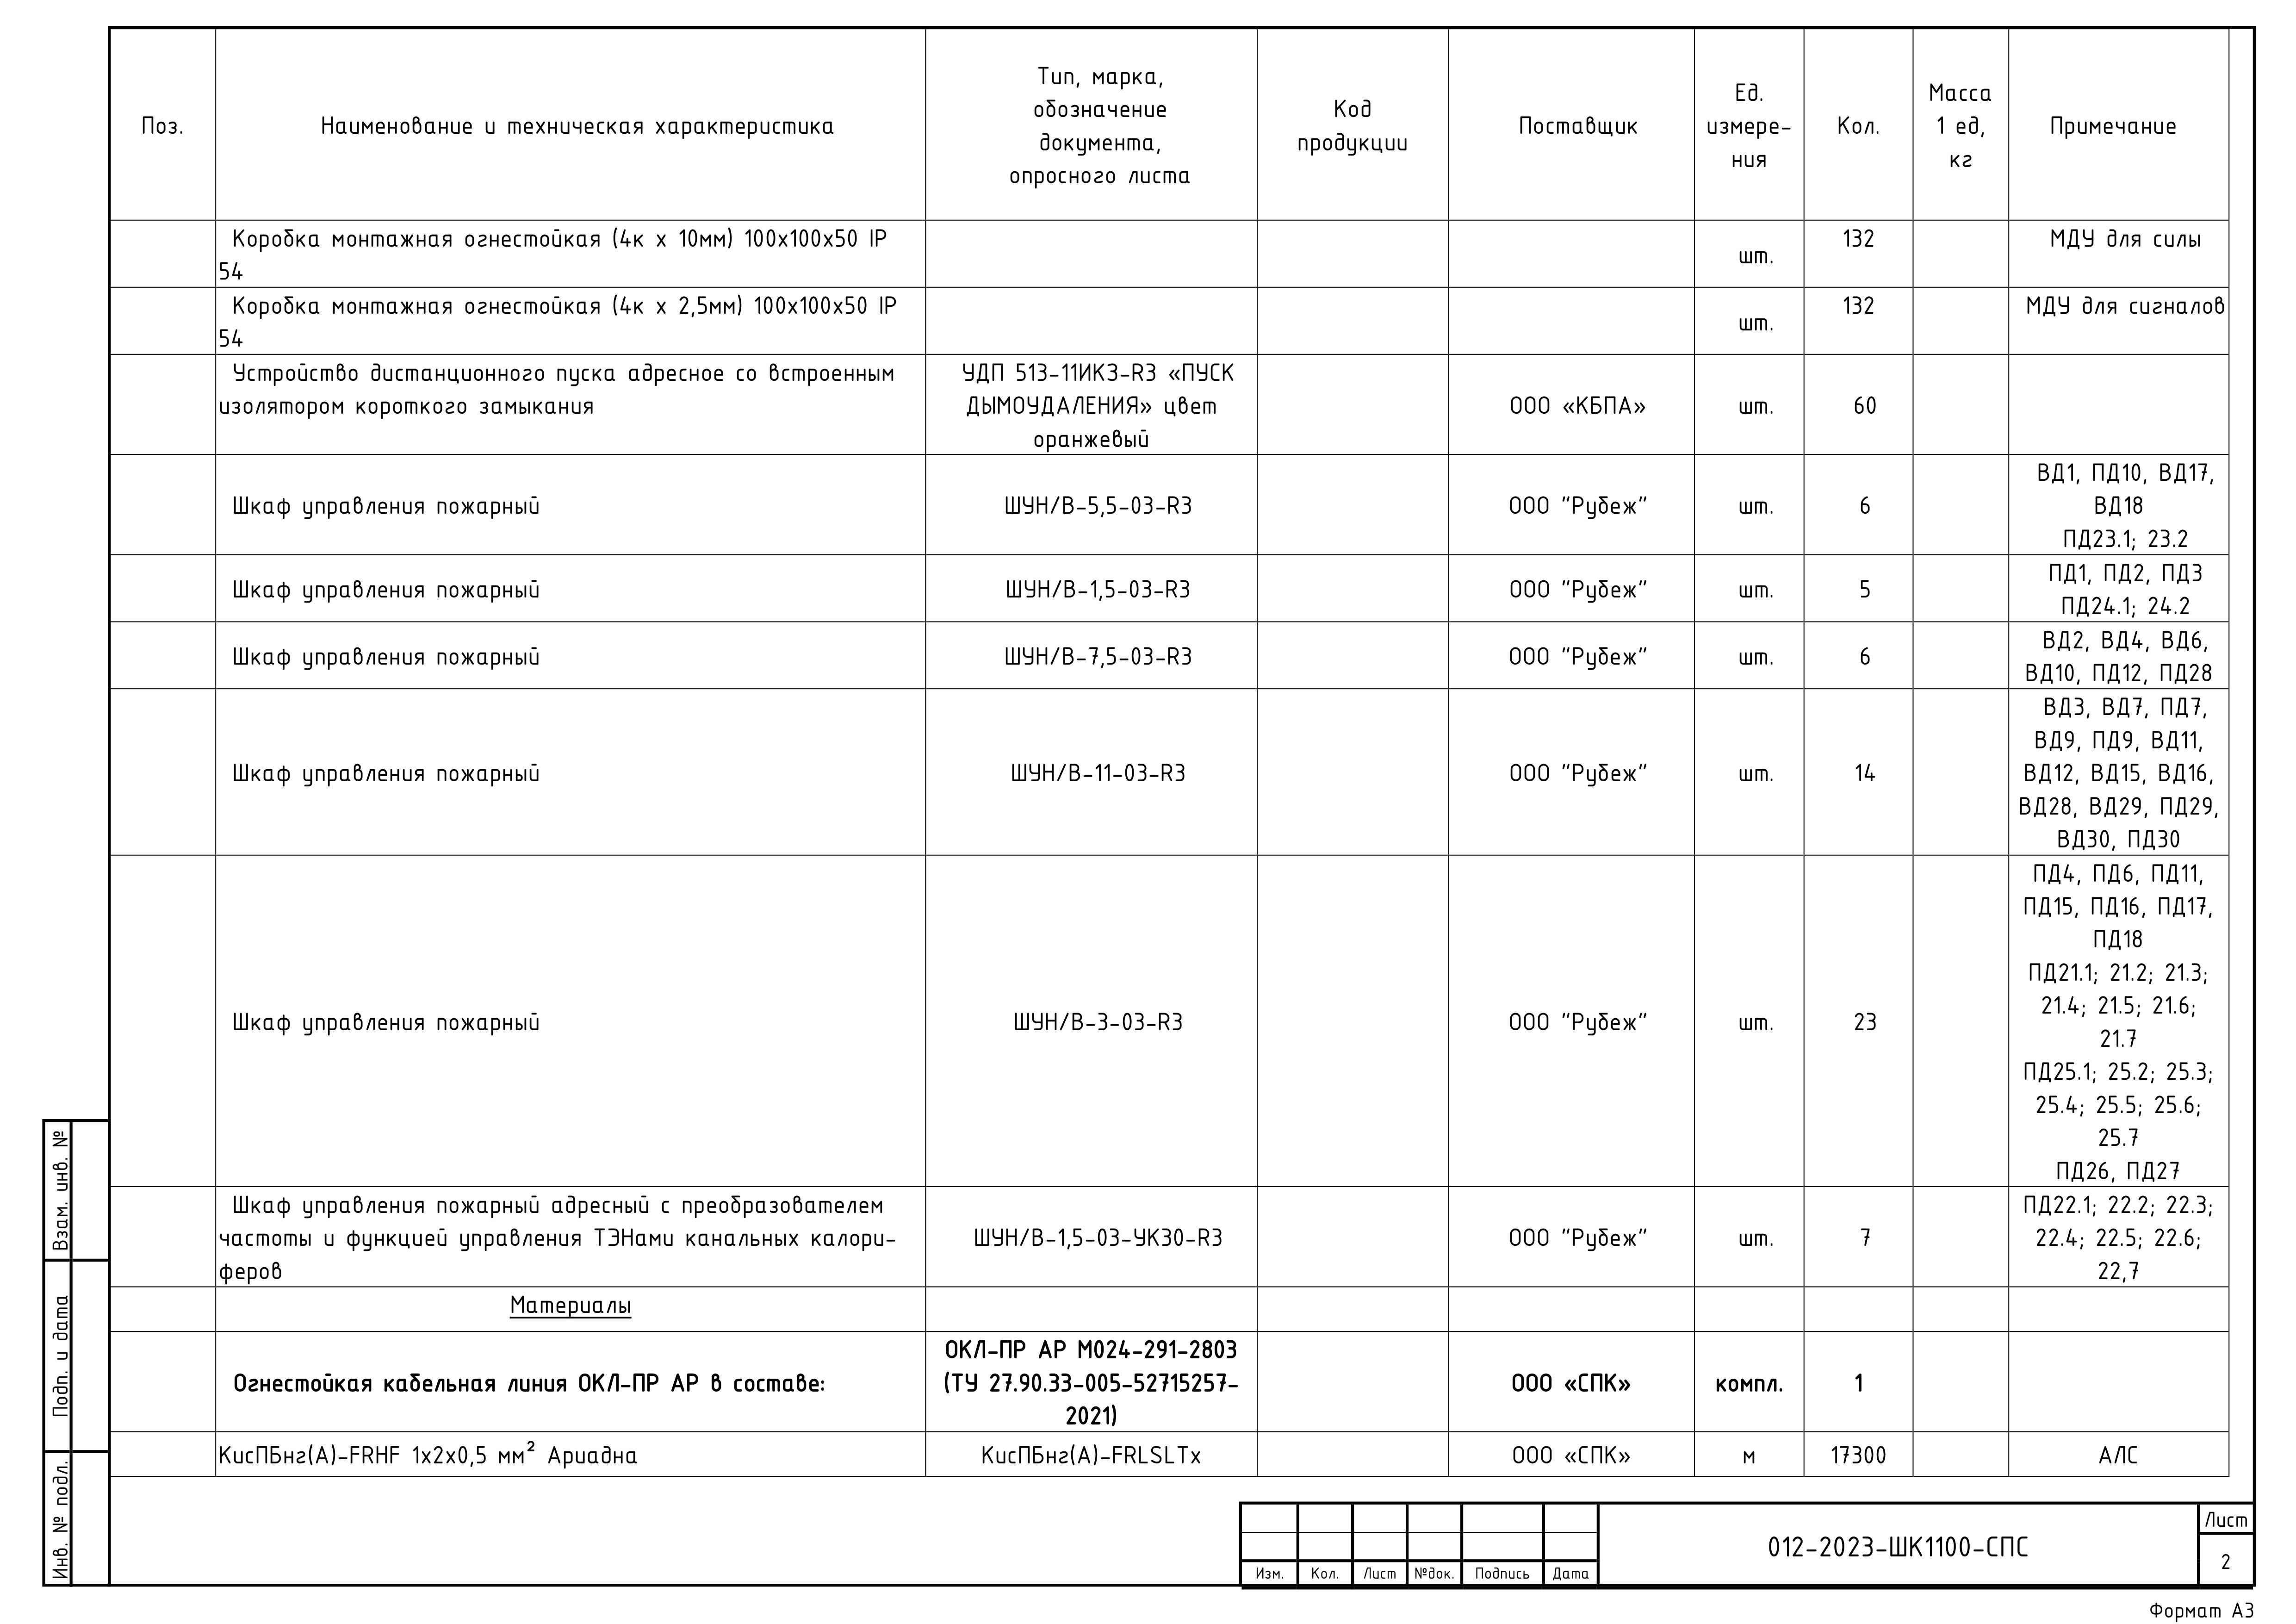 Поз.
Наименование и техническая характеристика
Тип, марка,
обозначение
документа,
опросного листа
Код
продукции
Поставщик
Ед.
измере-
ния
Кол.
Масса
1 ед,
кг
Примечание
Коробка монтажная огнестойкая (4к х 10мм) 100х100х50 IP
54
шт.
132
МДУ для силы
Коробка монтажная огнестойкая (4к х 2,5мм) 100х100х50 IP
54
шт.
132
МДУ для сигналов
Устройство дистанционного пуска адресное со встроенным
изолятором короткого замыкания
УДП 513-11ИКЗ-R3 «ПУСК
ДЫМОУДАЛЕНИЯ» цвет
оранжевый
ООО «КБПА»
шт.
60
Шкаф управления пожарный
ШУН/В-5,5-03-R3
ООО "Рубеж"
шт.
6
ВД1, ПД10, ВД17,
ВД18
ПД23.1; 23.2
Шкаф управления пожарный
ШУН/В-1,5-03-R3
ООО "Рубеж"
шт.
5
ПД1, ПД2, ПД3
ПД24.1; 24.2
Шкаф управления пожарный
ШУН/В-7,5-03-R3
ООО "Рубеж"
шт.
6
ВД2, ВД4, ВД6,
ВД10, ПД12, ПД28
Шкаф управления пожарный
ШУН/В-11-03-R3
ООО "Рубеж"
шт.
14
ВД3, ВД7, ПД7,
ВД9, ПД9, ВД11,
ВД12, ВД15, ВД16,
ВД28, ВД29, ПД29,
ВД30, ПД30
Шкаф управления пожарный
ШУН/В-3-03-R3
ООО "Рубеж"
шт.
23
ПД4, ПД6, ПД11,
ПД15, ПД16, ПД17,
ПД18
ПД21.1; 21.2; 21.3;
21.4; 21.5; 21.6;
21.7
ПД25.1; 25.2; 25.3;
25.4; 25.5; 25.6;
25.7
ПД26, ПД27
Шкаф управления пожарный адресный с преобразователем
частоты и функцией управления ТЭНами канальных калори-
феров
ШУН/В-1,5-03-УК30-R3
ООО "Рубеж"
шт.
7
ПД22.1; 22.2; 22.3;
22.4; 22.5; 22.6;
22,7
Материалы
Огнестойкая кабельная линия ОКЛ-ПР АР в составе:
ОКЛ-ПР АР М024-291-2803
(ТУ 27.90.33-005-52715257-
2021)
ООО «СПК»
компл.
1
КисПБнг(А)-FRHF 1х2х0,5 мм² Ариадна
КисПБнг(А)-FRLSLTx
ООО «СПК»
м
17300
АЛС
Взам. инв. №
Подп. и дата
Инв. № подл.
Изм.
Кол.
Лист
№док.
Подпись
Дата
012-2023-ШК1100-СПС
Лист
2
Формат А3